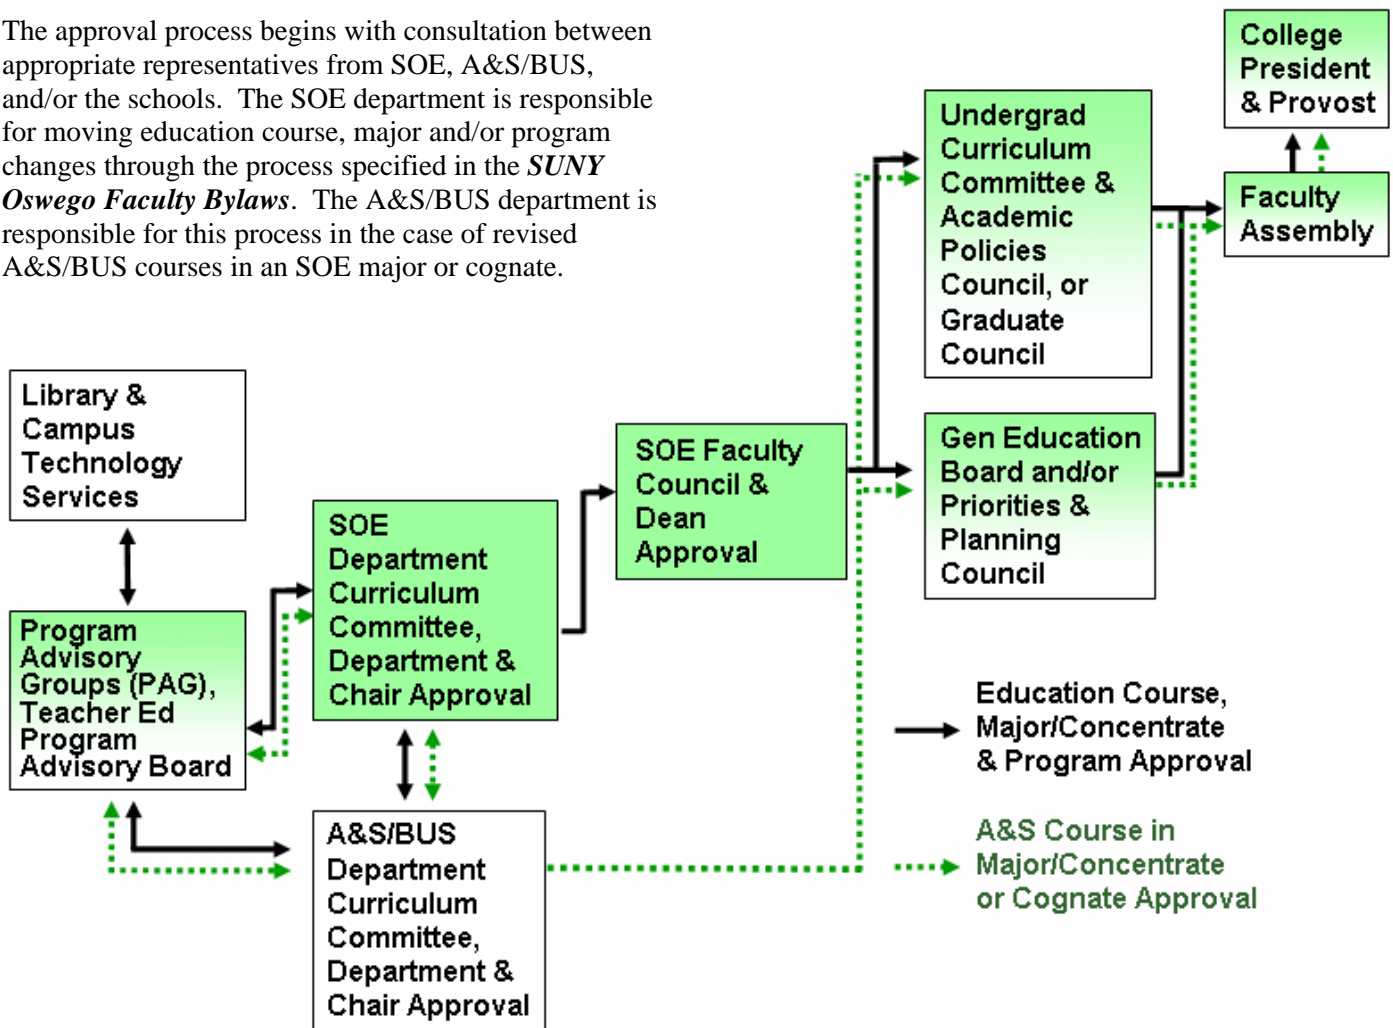 The approval process begins with consultation between
appropriate representatives from SOE, A&S/BUS,
and/or the schools.  The SOE department is responsible
for moving education course, major and/or program
changes through the process specified in the SUNY
Oswego Faculty Bylaws.  The A&S/BUS department is
responsible for this process in the case of revised
A&S/BUS courses in an SOE major or cognate.
Library &
Campus
Technology
Services
Program
Advisory
Groups (PAG),
Teacher Ed
Program
Advisory Board
SOE
Department
Curriculum
Committee,
Department &
Chair Approval
A&S/BUS
Department
Curriculum
Committee,
Department &
Chair Approval
SOE Faculty
Council &
Dean
Approval
Undergrad
Curriculum
Committee &
Academic
Policies
Council, or
Graduate
Council
Gen Education
Board and/or
Priorities &
Planning
Council
College
President
& Provost
Faculty
Assembly
Education Course,
Major/Concentrate
& Program Approval
A&S Course in
Major/Concentrate
or Cognate Approval